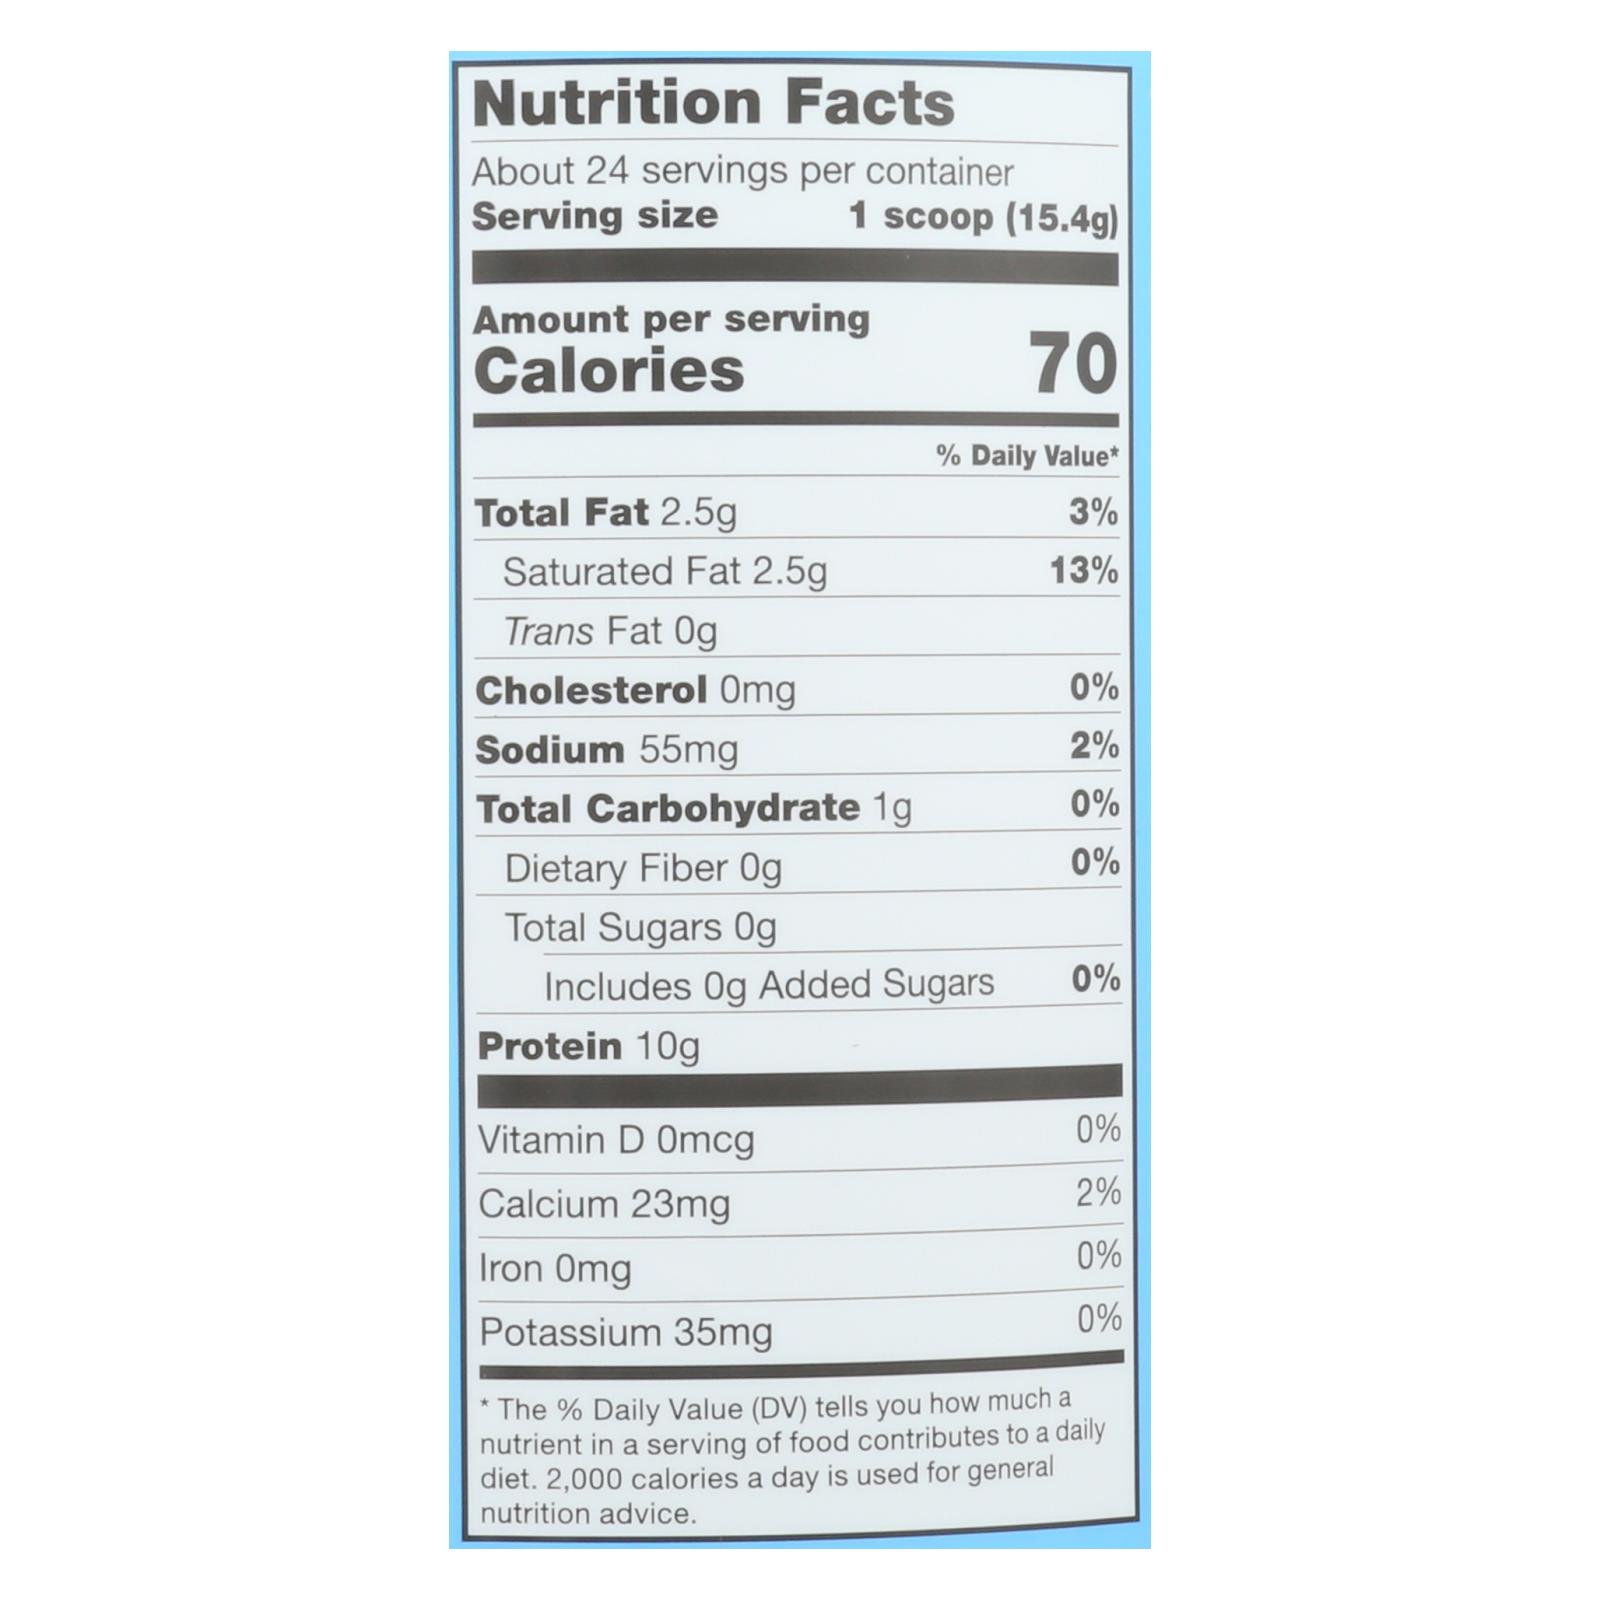 Nutrition Facts
About 24 servings per container
Serving size 1 scoop (15.4g)
Amount per serving
Calories 70
% Daily Value*
Total Fat 2.5g 3%
Saturated Fat 2.5g 13%
Trans Fat 0g
Cholesterol 0mg 0%
Sodium 55mg 2%
Total Carbohydrate 1g 0%
Dietary Fiber 0g 0%
Total Sugars 0g
Includes 0g Added Sugars 0%
Protein 10g
Vitamin D 0mcg 0%
Calcium 23mg 2%
Iron 0mg 0%
Potassium 35mg 0%
* The % Daily Value (DV) tells you how much a
nutrient in a serving of food contributes to a daily
diet. 2,000 calories a day is used for general
nutrition advice.